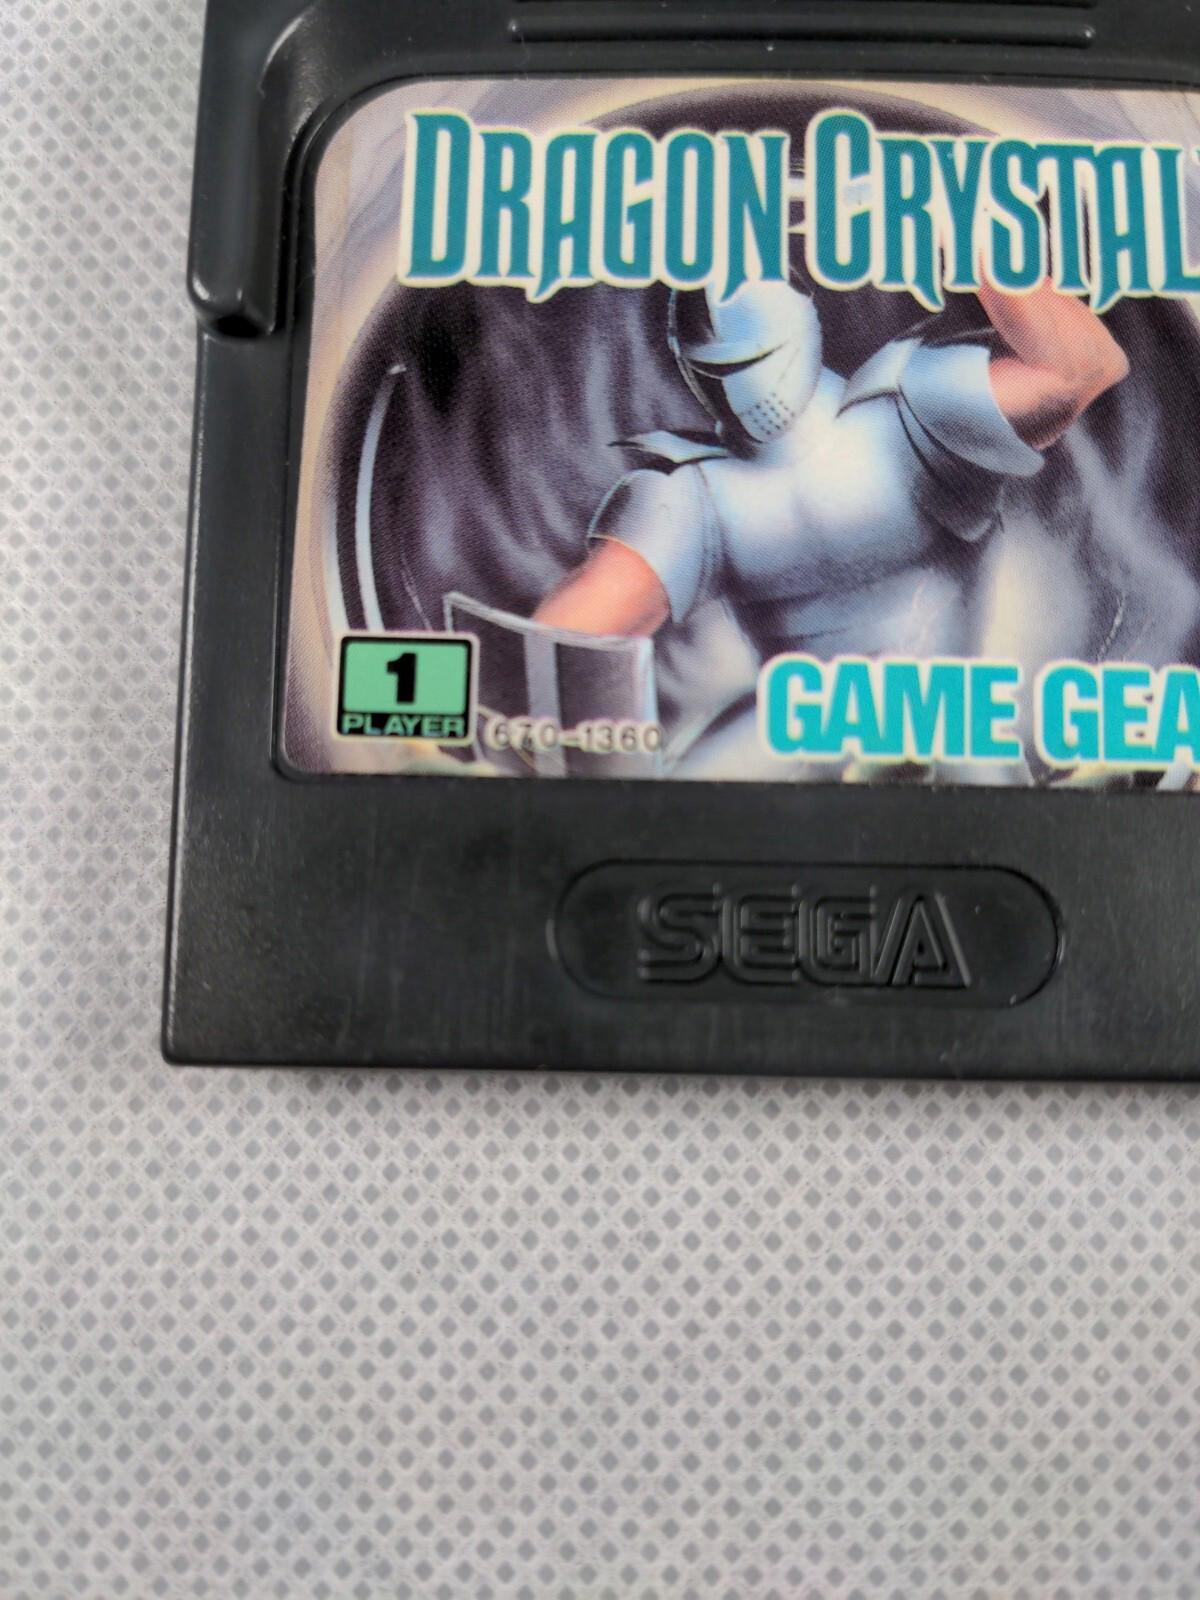 DRAGON CRYSTAL
1
PLAYER
670-1360
GAME GEA
SEGA